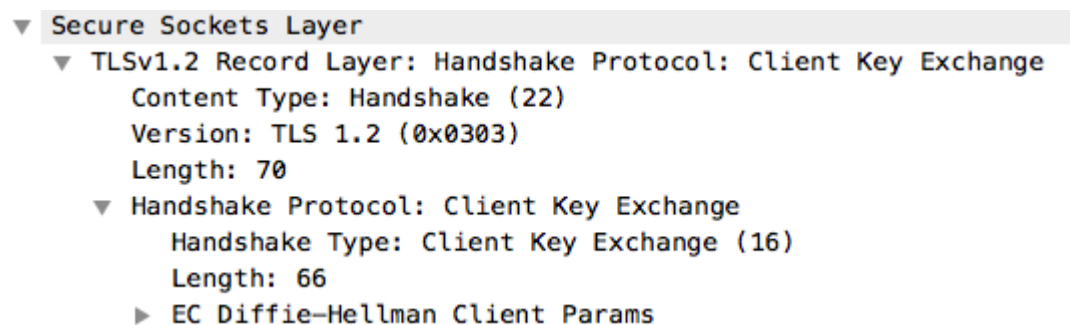 Secure Sockets Layer
TLSv1.2 Record Layer: Handshake Protocol: Client Key Exchange
Content Type: Handshake (22)
Version: TLS 1.2 (0x0303)
Length: 70
Handshake Protocol: Client Key Exchange
Handshake Type: Client Key Exchange (16)
Length: 66
EC Diffie-Hellman Client Params